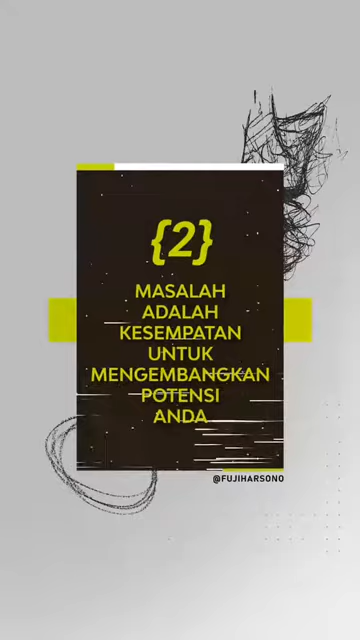 {2}
MASALAH
ADALAH
KESEMPATAN
UNTUK
MENGEMBANGKAN
POTENSI
ANDA
@FUJIHARSONO